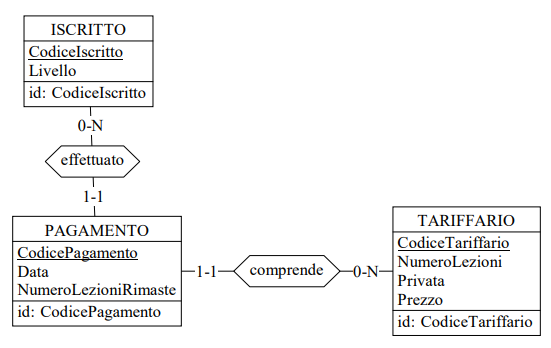 ISCRITTO
CodiceIscritto
Livello
id: CodiceIscritto
0-N
effettuato
1-1
PAGAMENTO
CodicePagamento
Data
NumeroLezioniRimaste
id: CodicePagamento
1-1
comprende
0-N
TARIFFARIO
CodiceTariffario
NumeroLezioni
Privata
Prezzo
id: CodiceTariffario